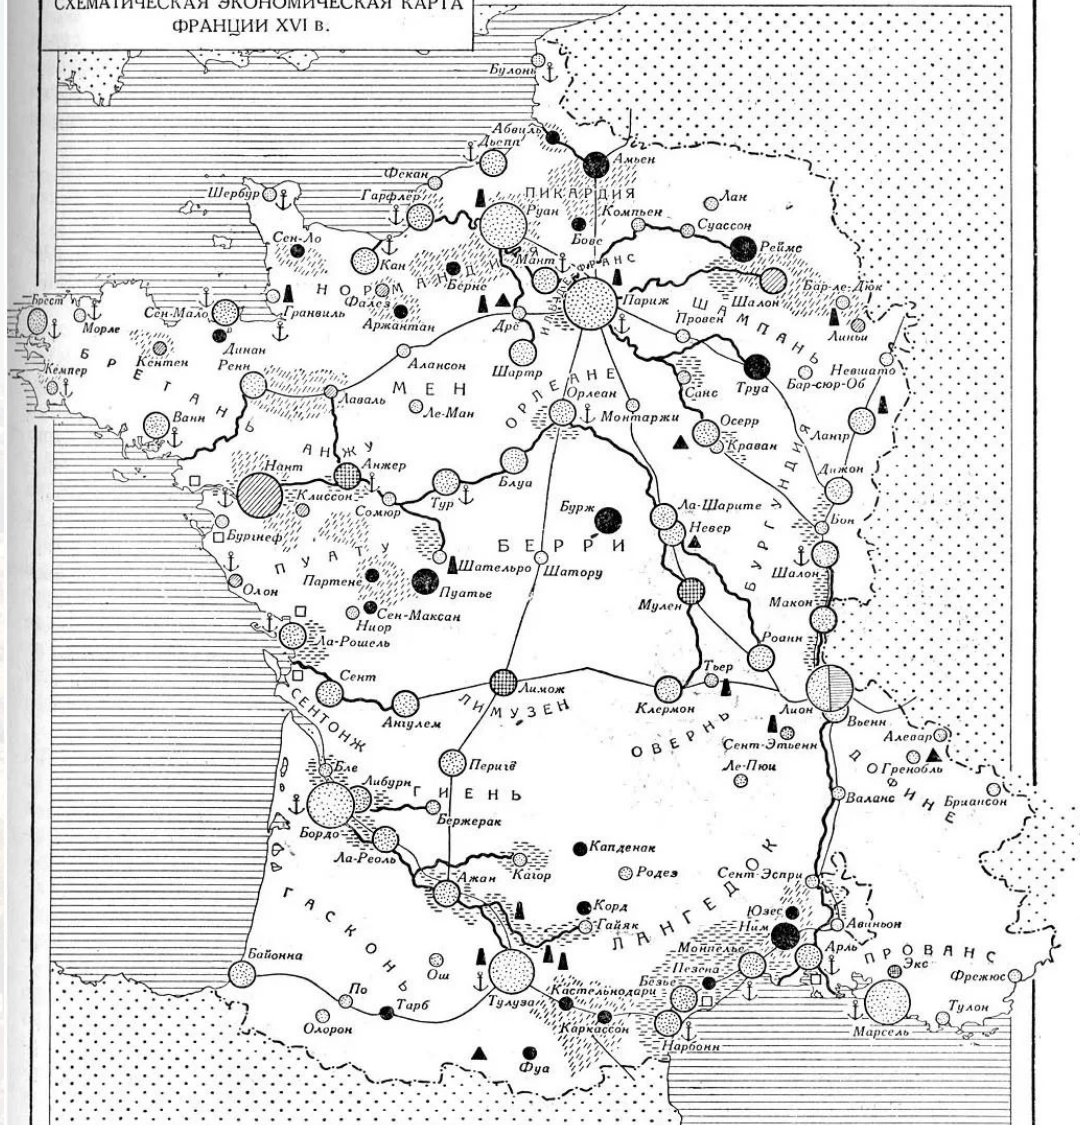 СХЕМАТИЧЕСКАЯ ЭКОНОМИЧЕСКАЯ КАРТА
ФРАНЦИИ XVI В.
Булонь
Абвиль
Дьепп
Амьен
Фекан
Шербур
Гарфлёр
ПИКАРДИЯ
Лан
Руан
Компьен
Суассон
Сен-Ло
Бове
Реймс
Кан
Мант
НОРМАНДИЯ
Берне
ИЛЬ-ДЕ-ФРАНС
Фалез
Шалон
Бар-ле-Дюк
Брест
Гранвиль
Париж
ШАМПАНЬ
Морле
Сен-Мало
Аржантан
Дрё
Провен
Линьи
Динан
Кентен
Алансон
Шартр
Невшато
БРЕТАНЬ
Кемпер
Ренн
МЕН
Труа
Бар-сюр-Об
ОРЛЕАНЕ
Санс
Лаваль
Ле-Ман
Орлеан
Монтаржи
Ванн
Осерр
Лангр
Краван
АНЖУ
Нант
Анжер
Блуа
Дижон
БУРГУНДИЯ
Клиссон
Сомюр
Тур
Бурж
Ла-Шарите
Невер
Бон
Бурнеф
БЕРРИ
ПУАТУ
Шательро
Шатору
Шалон
Олон
Партене
Пуатье
Мулен
Макон
Сен-Максан
Ниор
Ла-Рошель
Роанн
Тьер
Сент
Лимож
Клермон
Лион
Ангулем
ЛИМУЗЕН
Вьенн
СЕНТОНЖ
ОВЕРНЬ
Сент-Этьенн
Алевар
ДОФИНЕ
Гренобль
Перигё
Ле-Пюи
Бле
Либурн
ГИЕНЬ
Валанс
Бриансон
Бордо
Бержерак
Ла-Реоль
Капденак
Кагор
Родез
Сент-Эспри
Ажан
ЛАНГЕДОК
ГАСКОНЬ
Корд
Гайяк
Юзес
Ним
Авиньон
Монпелье
Арль
ПРОВАНС
Байонна
Ош
Пезена
Экс
Фрежюс
Безье
Кастельнодари
По
Тулуза
Тарб
Олорон
Каркассон
Тулон
Марсель
Нарбонн
Фуа